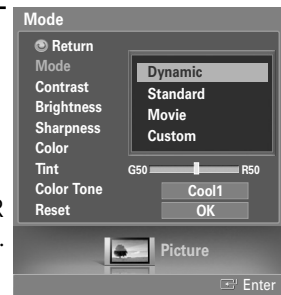 Mode
Return
Mode
Dynamic
Contrast
Standard
Brightness
Movie
Sharpness
Custom
Color
Tint G50 R50
Color Tone Cool1
Reset OK
R
.
Picture
Enter